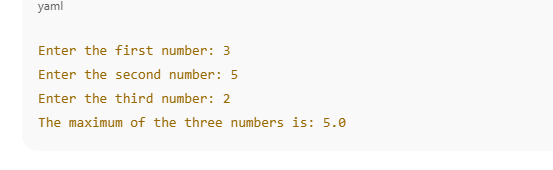 yaml
Enter the first number: 3
Enter the second number: 5
Enter the third number: 2
The maximum of the three numbers is: 5.0